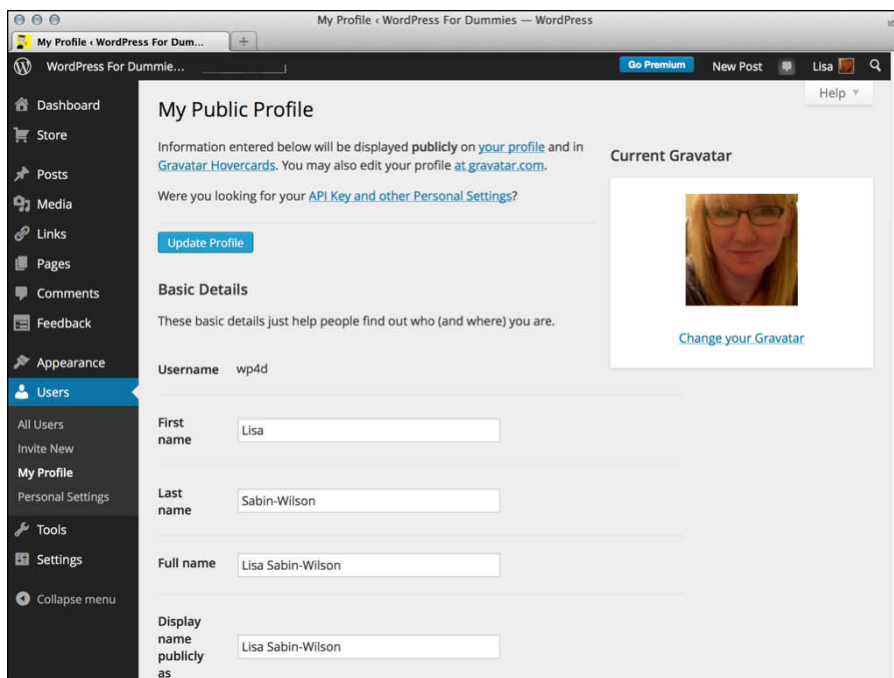 My Profile ‹ WordPress For Dummies — WordPress
My Profile ‹ WordPress For Dum...
WordPress For Dummie...
Go Premium
New Post
Lisa
Help
Dashboard
Store
Posts
Media
Links
Pages
Comments
Feedback
Appearance
Users
All Users
Invite New
My Profile
Personal Settings
Tools
Settings
Collapse menu
My Public Profile
Information entered below will be displayed publicly on your profile and in
Gravatar Hovercards. You may also edit your profile at gravatar.com.
Were you looking for your API Key and other Personal Settings?
Update Profile
Current Gravatar
Change your Gravatar
Basic Details
These basic details just help people find out who (and where) you are.
Username wp4d
First
name
Lisa
Last
name
Sabin-Wilson
Full name Lisa Sabin-Wilson
Display
name
publicly
as
Lisa Sabin-Wilson